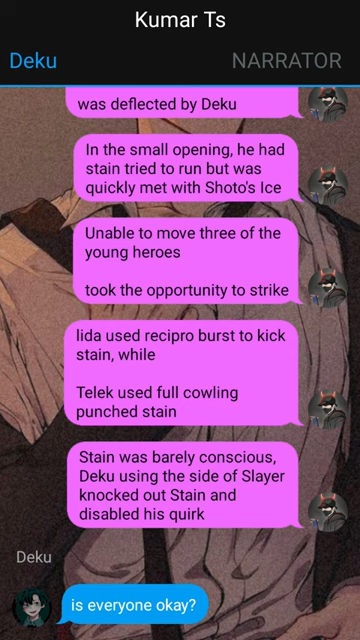 Kumar Ts
Deku NARRATOR
was deflected by Deku
In the small opening, he had
stain tried to run but was
quickly met with Shoto's Ice
Unable to move three of the
young heroes
took the opportunity to strike
Iida used recipro burst to kick
stain, while
Telek used full cowling
punched stain
Stain was barely conscious,
Deku using the side of Slayer
knocked out Stain and
disabled his quirk
Deku
is everyone okay?